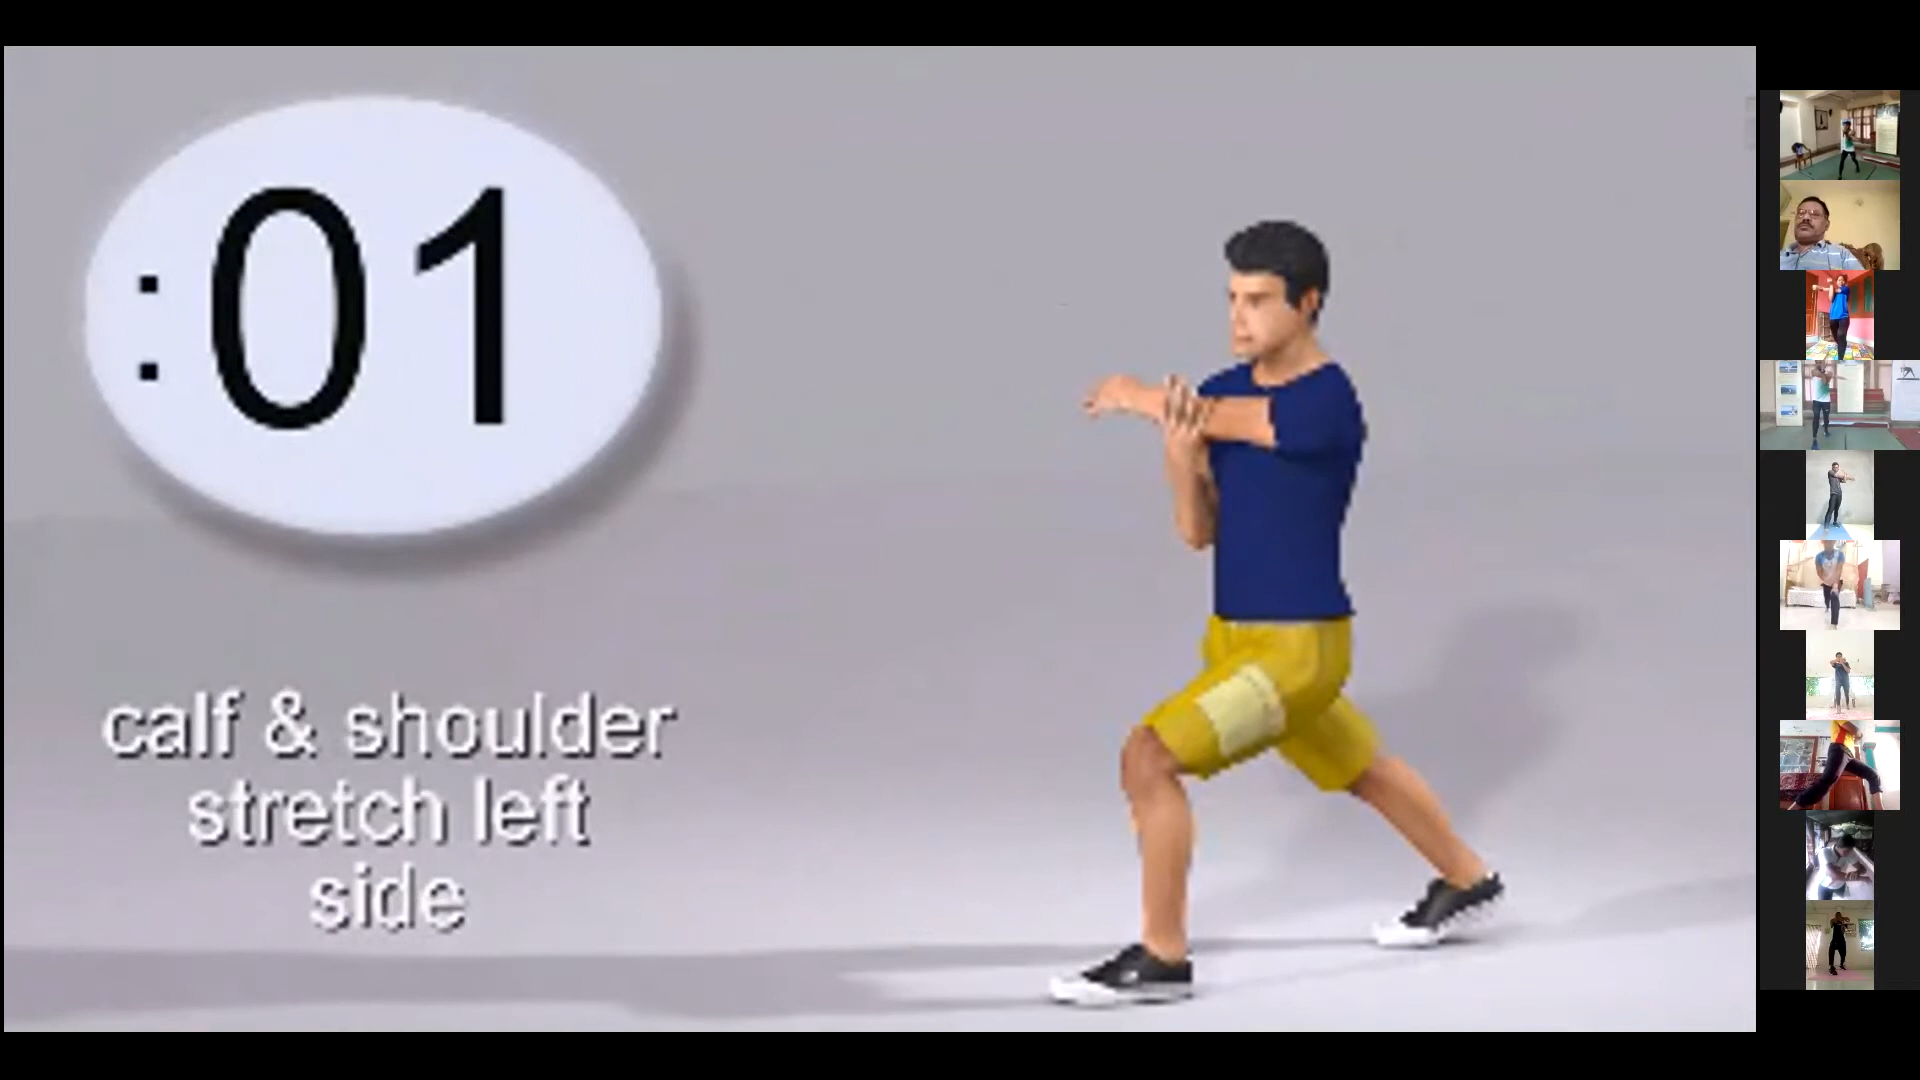 :01
calf & shoulder
stretch left
side